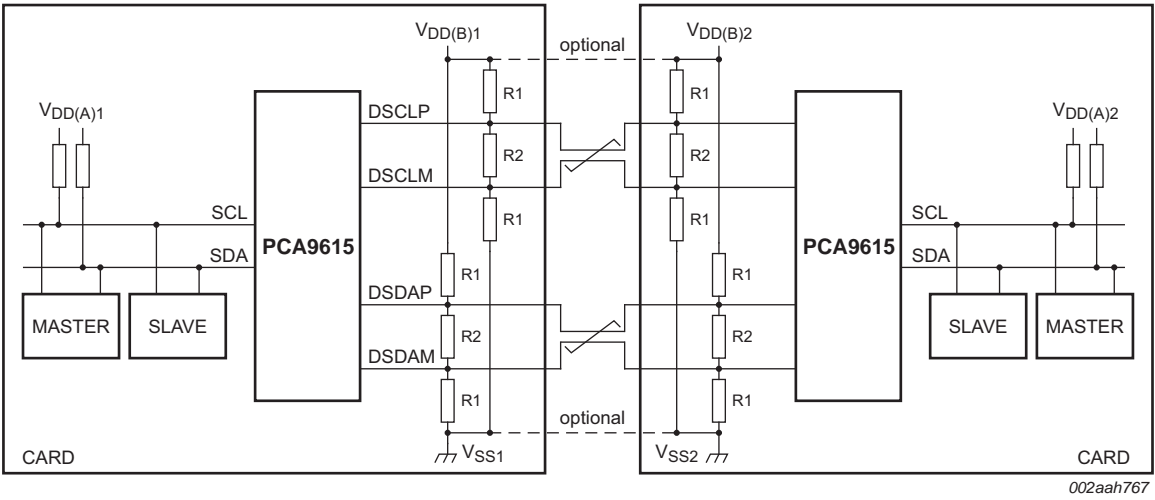 VDD(B)1
optional
VDD(B)2
R1
R1
VDD(A)1
DSCLP
VDD(A)2
R2
R2
DSCLM
SCL
R1
R1
SCL
PCA9615
PCA9615
SDA
SDA
R1
R1
DSDAP
MASTER
SLAVE
R2
R2
SLAVE
MASTER
DSDAM
R1
R1
optional
CARD
VSS1
VSS2
CARD
002aah767